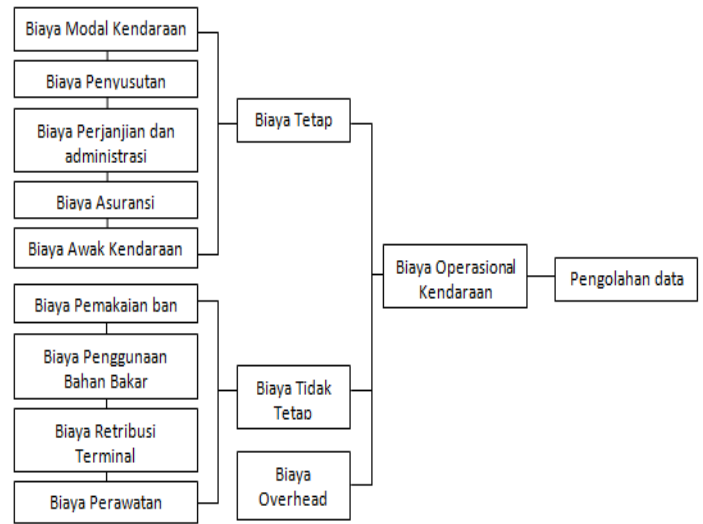 Biaya Modal Kendaraan
Biaya Penyusutan
Biaya Perjanjian dan
administrasi
Biaya Asuransi
Biaya Awak Kendaraan
Biaya Tetap
Biaya Pemakaian ban
Biaya Penggunaan
Bahan Bakar
Biaya Retribusi
Terminal
Biaya Perawatan
Biaya Tidak
Tetap
Biaya
Overhead
Biaya Operasional
Kendaraan
Pengolahan data